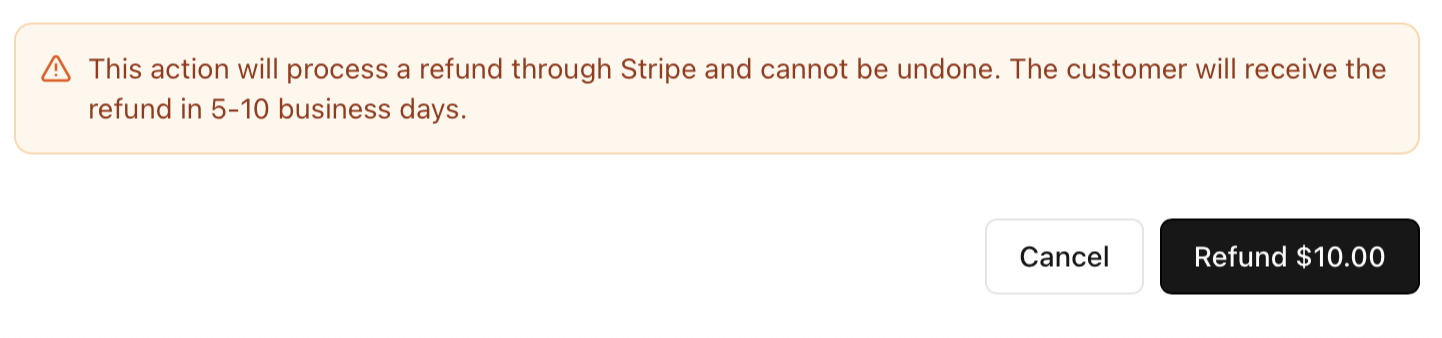 This action will process a refund through Stripe and cannot be undone. The customer will receive the
refund in 5-10 business days.
Cancel
Refund $10.00